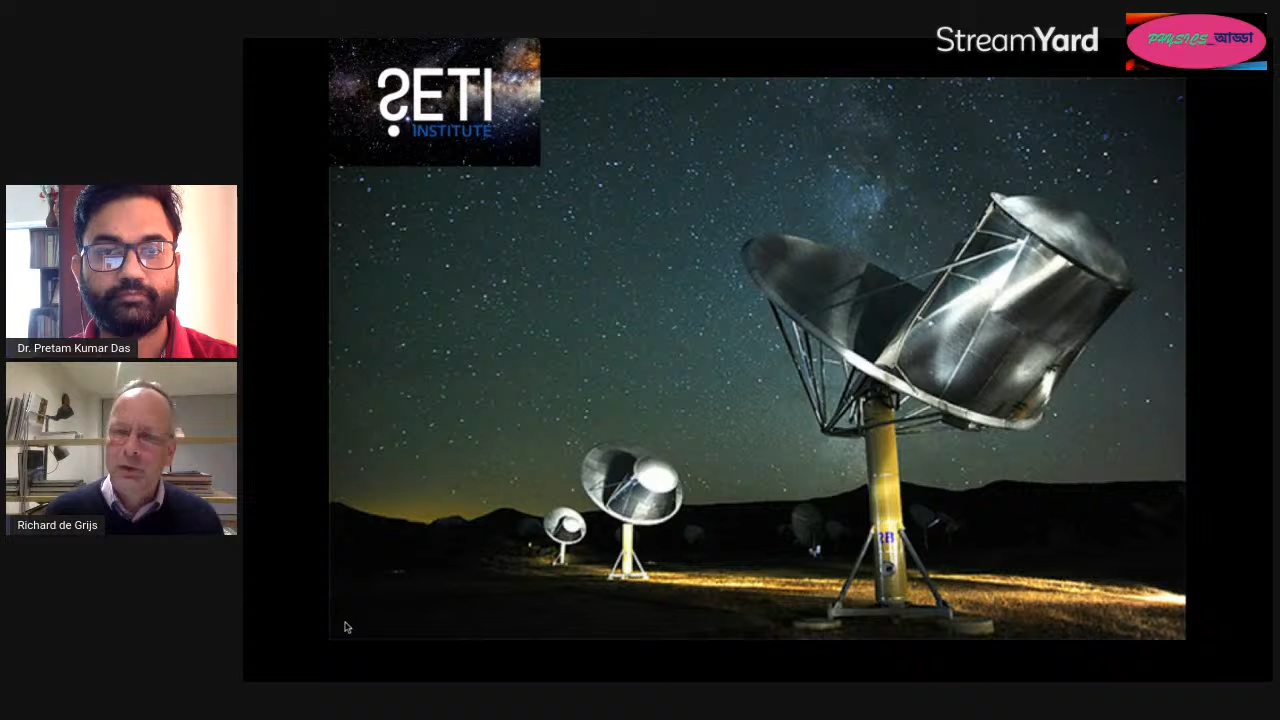 StreamYard
PHYSICS_আড্ডা
SETI
INSTITUTE
Dr. Pretam Kumar Das
Richard de Grijs